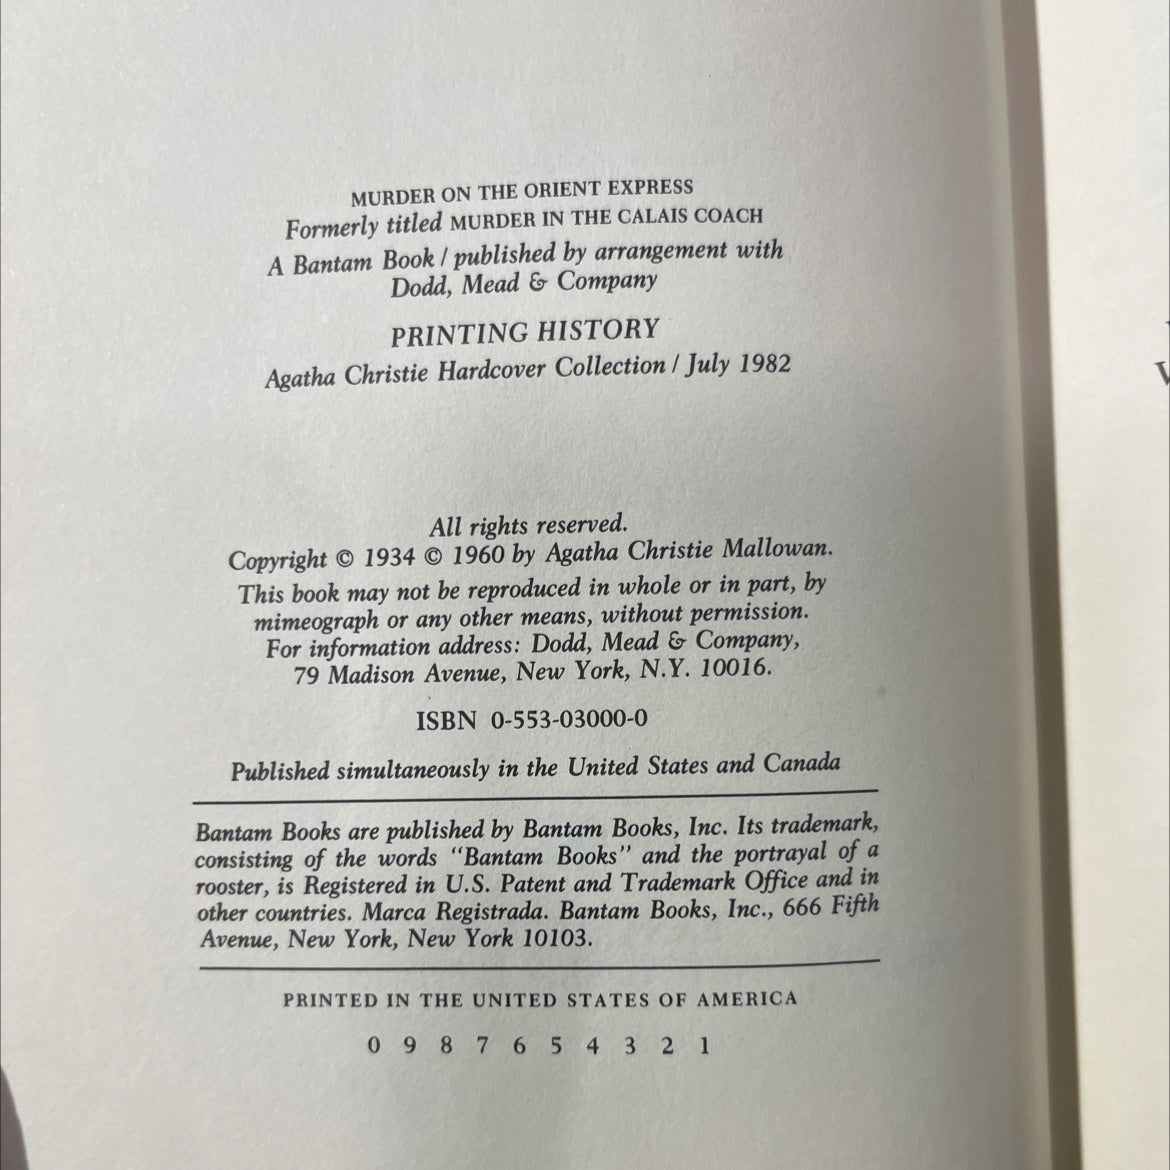 MURDER ON THE ORIENT EXPRESS
Formerly titled MURDER IN THE CALAIS COACH
A Bantam Book / published by arrangement with
Dodd, Mead & Company
PRINTING HISTORY
Agatha Christie Hardcover Collection / July 1982
All rights reserved.
Copyright © 1934 © 1960 by Agatha Christie Mallowan.
This book may not be reproduced in whole or in part, by
mimeograph or any other means, without permission.
For information address: Dodd, Mead & Company,
79 Madison Avenue, New York, N.Y. 10016.
ISBN 0-553-03000-0
Published simultaneously in the United States and Canada
Bantam Books are published by Bantam Books, Inc. Its trademark,
consisting of the words "Bantam Books" and the portrayal of a
rooster, is Registered in U.S. Patent and Trademark Office and in
other countries. Marca Registrada. Bantam Books, Inc., 666 Fifth
Avenue, New York, New York 10103.
PRINTED IN THE UNITED STATES OF AMERICA
0 9 8 7 6 5 4 3 2 1